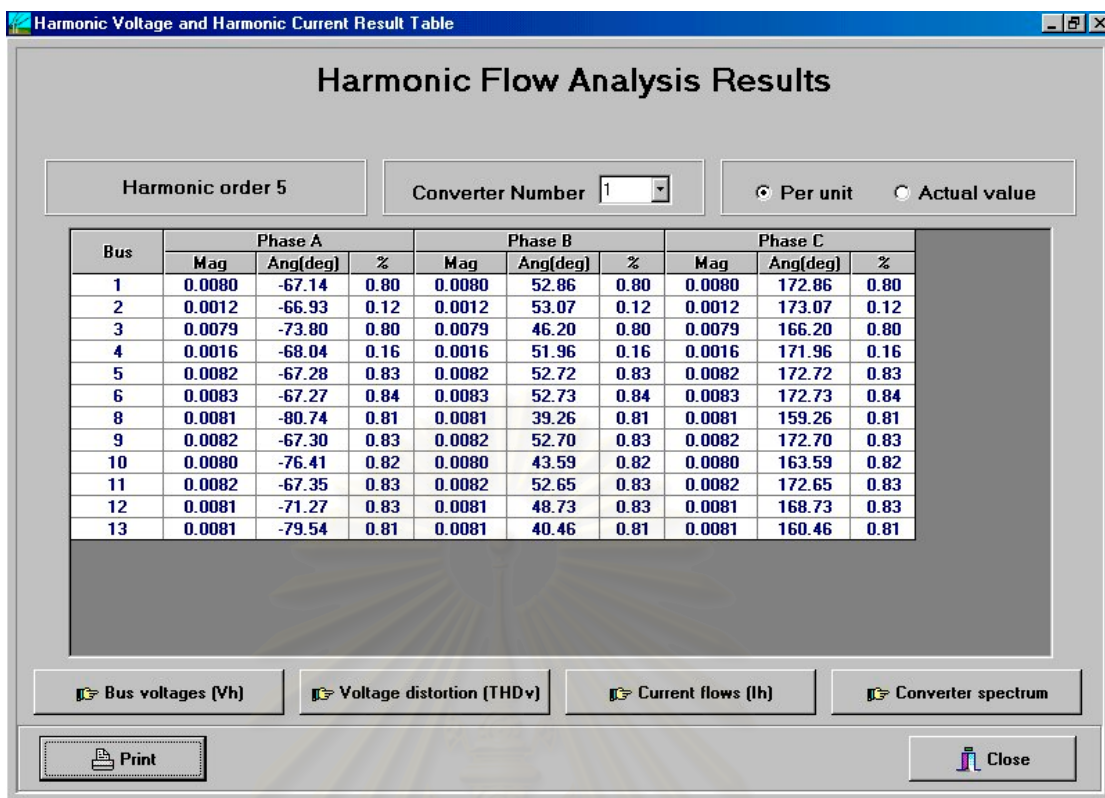 Harmonic Voltage and Harmonic Current Result Table
Harmonic Flow Analysis Results
Harmonic order 5
Converter Number 1
Per unit Actual value
Bus Phase A Phase B Phase C
Mag Ang(deg) % Mag Ang(deg) % Mag Ang(deg) %
1 0.0080 -67.14 0.80 0.0080 52.86 0.80 0.0080 172.86 0.80
2 0.0012 -66.93 0.12 0.0012 53.07 0.12 0.0012 173.07 0.12
3 0.0079 -73.80 0.80 0.0079 46.20 0.80 0.0079 166.20 0.80
4 0.0016 -68.04 0.16 0.0016 51.96 0.16 0.0016 171.96 0.16
5 0.0082 -67.28 0.83 0.0082 52.72 0.83 0.0082 172.72 0.83
6 0.0083 -67.27 0.84 0.0083 52.73 0.84 0.0083 172.73 0.84
8 0.0081 -80.74 0.81 0.0081 39.26 0.81 0.0081 159.26 0.81
9 0.0082 -67.30 0.83 0.0082 52.70 0.83 0.0082 172.70 0.83
10 0.0080 -76.41 0.82 0.0080 43.59 0.82 0.0080 163.59 0.82
11 0.0082 -67.35 0.83 0.0082 52.65 0.83 0.0082 172.65 0.83
12 0.0081 -71.27 0.83 0.0081 48.73 0.83 0.0081 168.73 0.83
13 0.0081 -79.54 0.81 0.0081 40.46 0.81 0.0081 160.46 0.81
Bus voltages (Vh) Voltage distortion (THDv) Current flows (Ih) Converter spectrum
Print Close